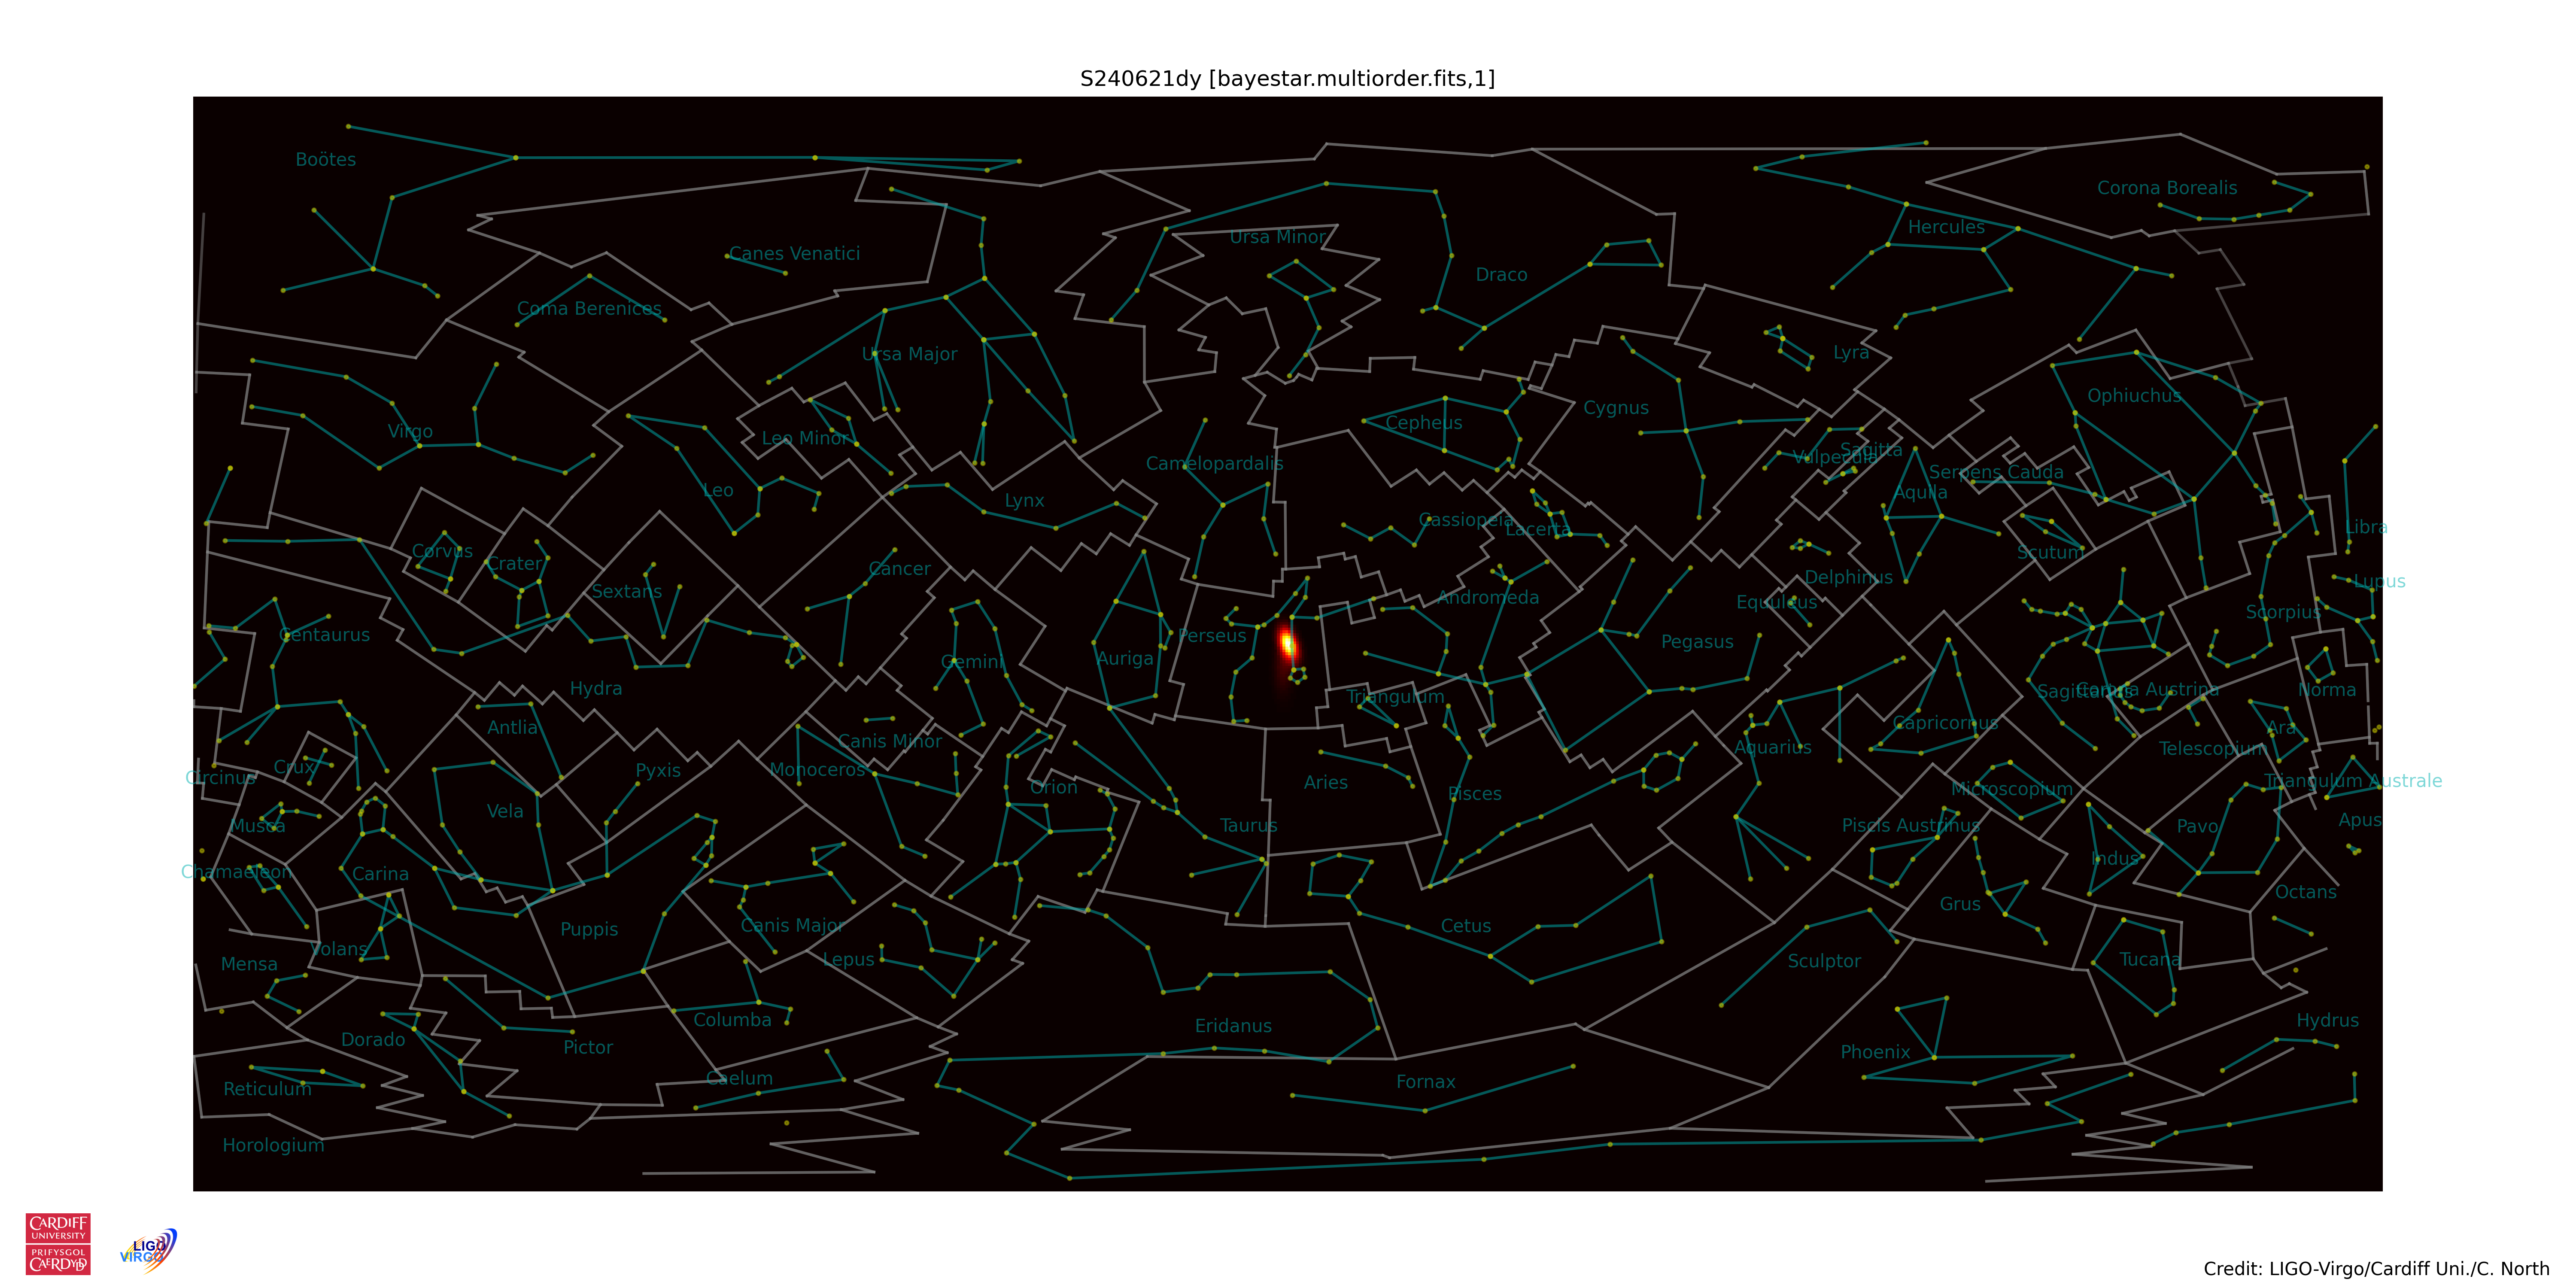 S240621dy [bayestar.multiorder.fits,1]
Boötes
Corona Borealis
Hercules
Ursa Minor
Canes Venatici
Draco
Coma Berenices
Ursa Major
Lyra
Ophiuchus
Cygnus
Cepheus
Virgo
Leo Minor
Sagitta
Vulpecula
Camelopardalis
Serpens Cauda
Leo
Aquila
Lynx
Cassiopeia
Lacerta
Libra
Corvus
Scutum
Crater
Cancer
Delphinus
Lupus
Sextans
Andromeda
Equuleus
Scorpius
Centaurus
Perseus
Pegasus
Auriga
Gemini
Hydra
Sagittarius
Corona Austrina
Norma
Triangulum
Capricornus
Antlia
Ara
Canis Minor
Aquarius
Telescopium
Crux
Pyxis
Monoceros
Circinus
Triangulum Australe
Aries
Orion
Microscopium
Pisces
Vela
Apus
Musca
Taurus
Piscis Austrinus
Pavo
Indus
Chamaeleon
Carina
Octans
Grus
Puppis
Canis Major
Cetus
Volans
Lepus
Tucana
Mensa
Sculptor
Columba
Hydrus
Eridanus
Dorado
Pictor
Phoenix
Caelum
Fornax
Reticulum
Horologium
CARDIFF
UNIVERSITY
PRIFYSGOL
CAERDYDD
LIGO
VIRGO
Credit: LIGO-Virgo/Cardiff Uni./C. North